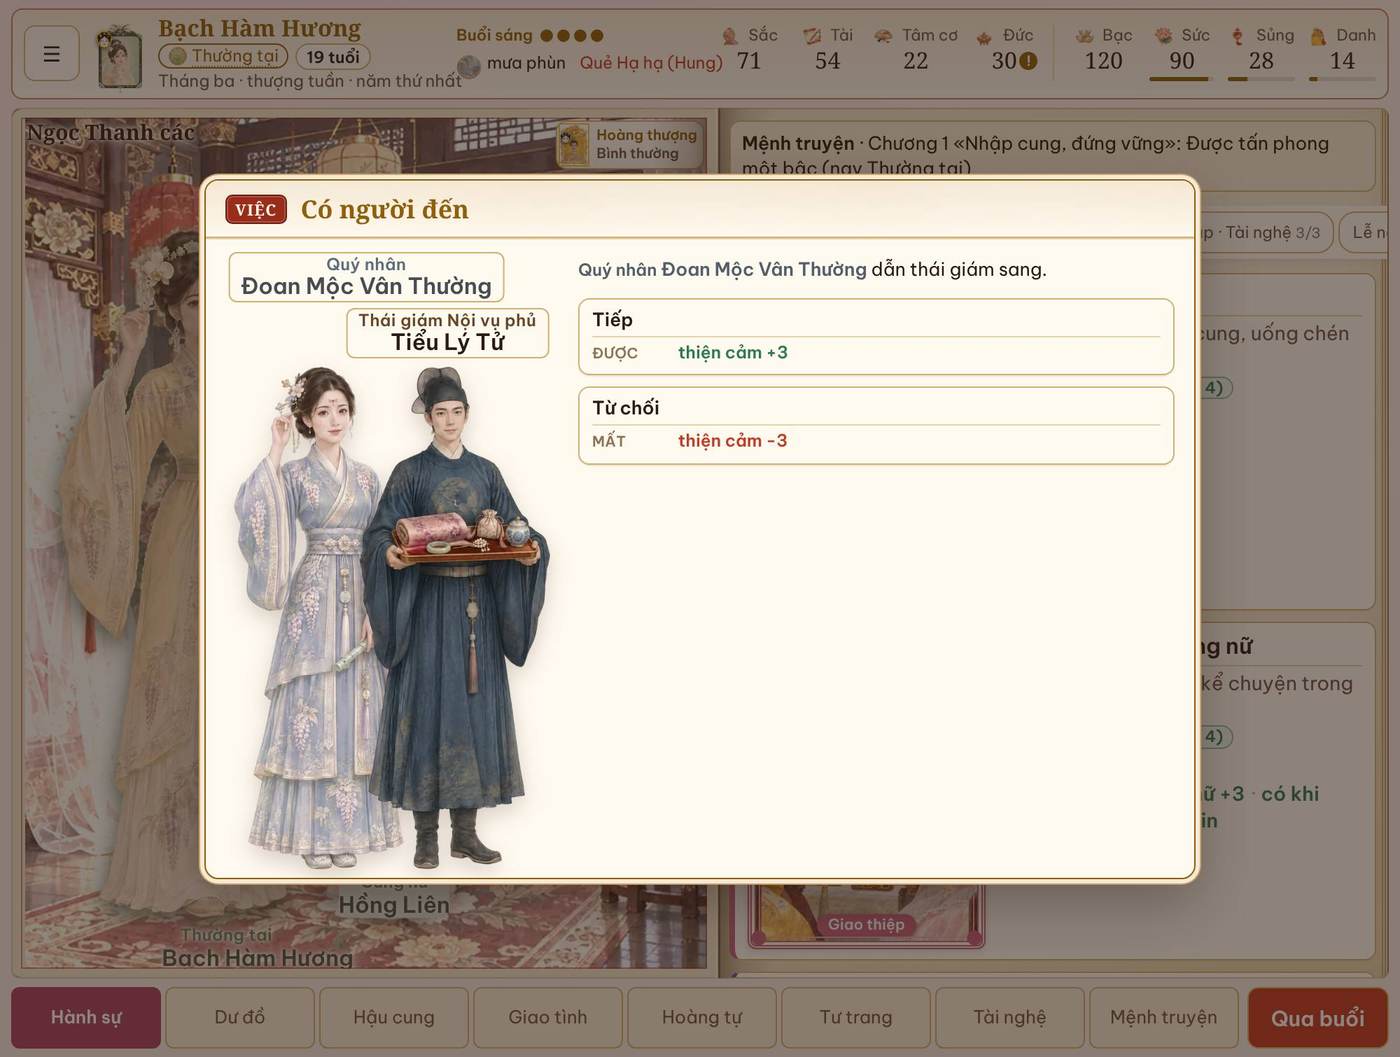 Bạch Hàm Hương
Thường tại
19 tuổi
Tháng ba · thượng tuần · năm thứ nhất
Buổi sáng
mưa phùn Quẻ Hạ hạ (Hung)
Sắc
71
Tài
54
Tâm cơ
22
Đức
30
Bạc
120
Sức
90
Sủng
28
Danh
14
Ngọc Thanh các
Hoàng thượng
Bình thường
Mệnh truyện · Chương 1 «Nhập cung, đứng vững»: Được tấn phong
một bậc (nay Thường tại)
· Tài nghệ 3/3
Lễ
VIỆC
Có người đến
Quý nhân
Đoan Mộc Vân Thường
Thái giám Nội vụ phủ
Tiểu Lý Tử
Quý nhân Đoan Mộc Vân Thường dẫn thái giám sang.
Tiếp
ĐƯỢC thiện cảm +3
Từ chối
MẤT thiện cảm -3
cung, uống chén
4)
nữ
kể chuyện trong
4)
+3 · có khi
Giao thiệp
Hồng Liên
Thường tại
Bạch Hàm Hương
Hành sự
Dư đồ
Hậu cung
Giao tình
Hoàng tự
Tư trang
Tài nghệ
Mệnh truyện
Qua buổi